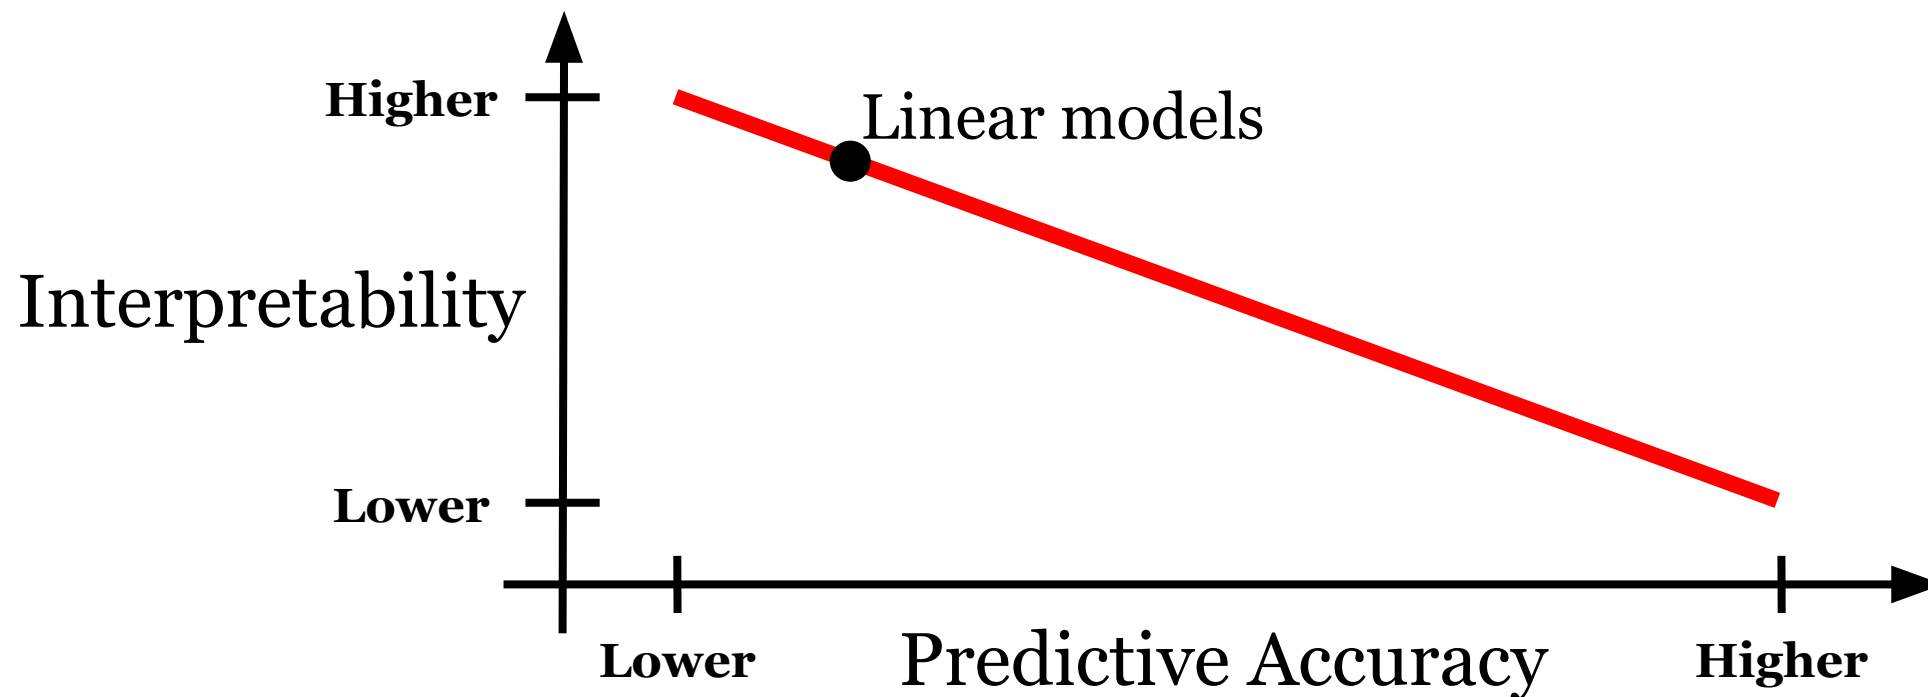 Higher
Linear models
Interpretability
Lower
Lower
Predictive Accuracy
Higher